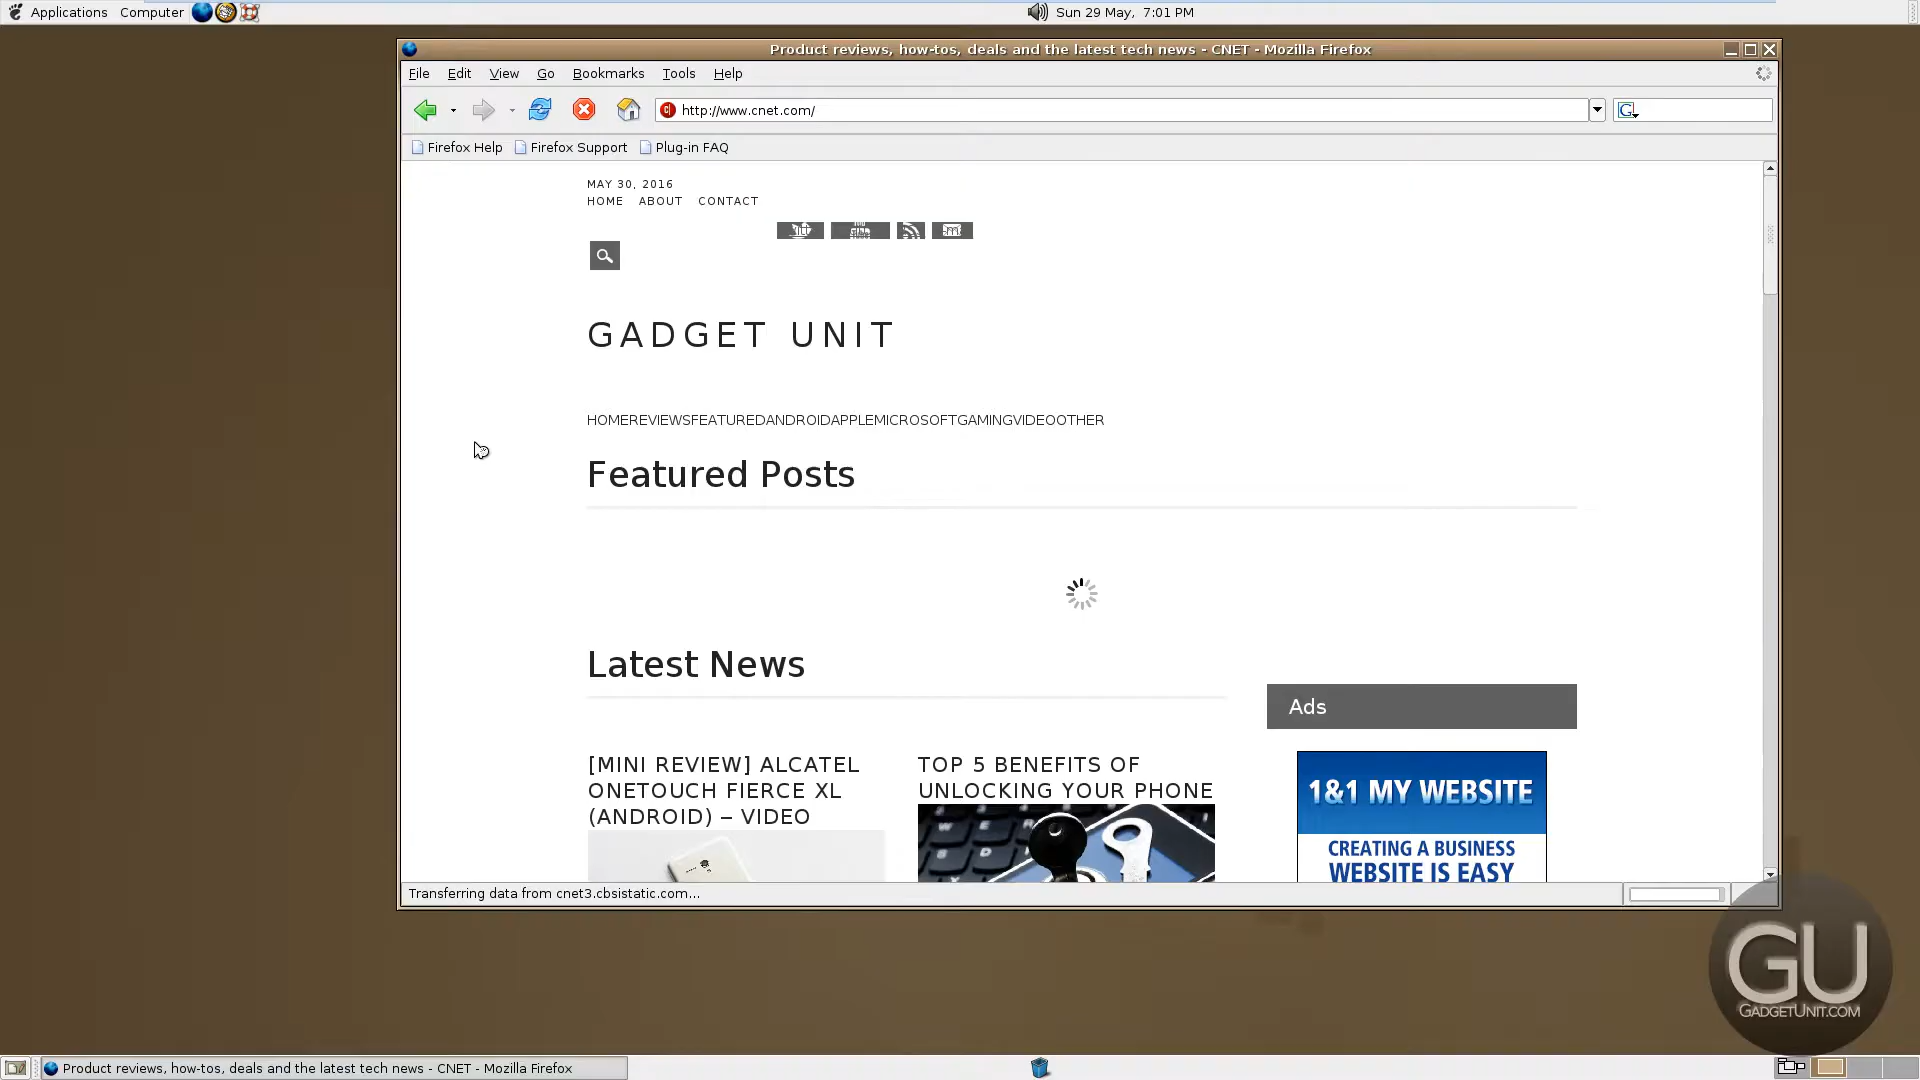 Applications Computer
Sun 29 May, 7:01 PM
Product reviews, how-tos, deals and the latest tech news - CNET - Mozilla Firefox
File Edit View Go Bookmarks Tools Help
http://www.cnet.com/
G
Firefox Help Firefox Support Plug-in FAQ
MAY 30, 2016
HOME ABOUT CONTACT
GADGET UNIT
HOMEREVIEWSFEATUREDANDROIDAPPLEMICROSOFTGAMINGVIDEOOTHER
Featured Posts
Latest News
Ads
[MINI REVIEW] ALCATEL
ONETOUCH FIERCE XL
(ANDROID) – VIDEO
TOP 5 BENEFITS OF
UNLOCKING YOUR PHONE
1&1 MY WEBSITE
CREATING A BUSINESS
WEBSITE IS EASY
Transferring data from cnet3.cbsistatic.com...
GU
GADGETUNIT.COM
Product reviews, how-tos, deals and the latest tech news - CNET - Mozilla Firefox